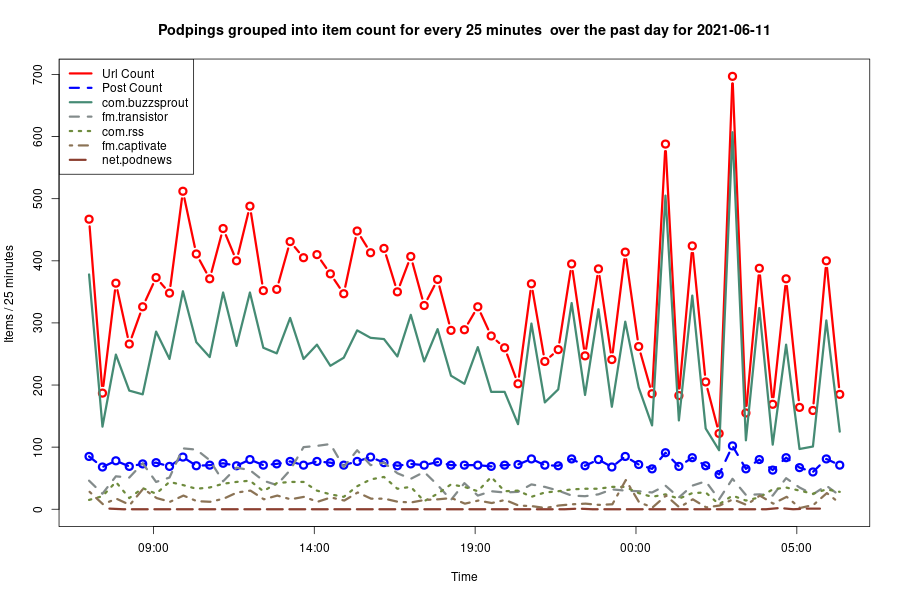 Podpings grouped into item count for every 25 minutes  over the past day for 2021-06-11
Url Count
Post Count
com.buzzsprout
fm.transistor
com.rss
fm.captivate
net.podnews
Items / 25 minutes
700
600
500
400
300
200
100
0
09:00
14:00
19:00
00:00
05:00
Time